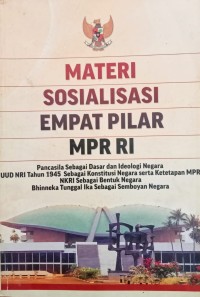 MATERI
SOSIALISASI
EMPAT PILAR
MPR RI
Pancasila Sebagai Dasar dan Ideologi Negara
UUD NRI Tahun 1945 Sebagai Konstitusi Negara serta Ketetapan MPR
NKRI Sebagai Bentuk Negara
Bhinneka Tunggal Ika Sebagai Semboyan Negara